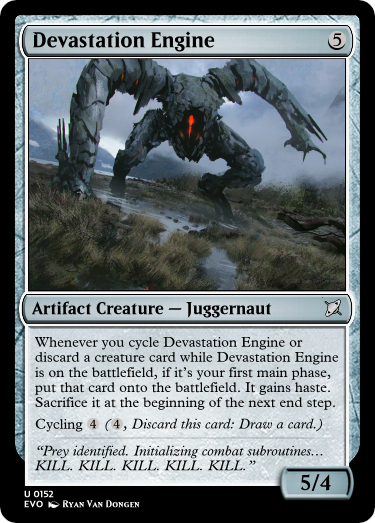 Devastation Engine 5
Artifact Creature — Juggernaut
Whenever you cycle Devastation Engine or
discard a creature card while Devastation Engine
is on the battlefield, if it's your first main phase,
put that card onto the battlefield. It gains haste.
Sacrifice it at the beginning of the next end step.
Cycling 4 (4, Discard this card: Draw a card.)
“Prey identified. Initializing combat subroutines…
KILL. KILL. KILL. KILL. KILL.”
5/4
U 0152
EVO Ryan Van Dongen